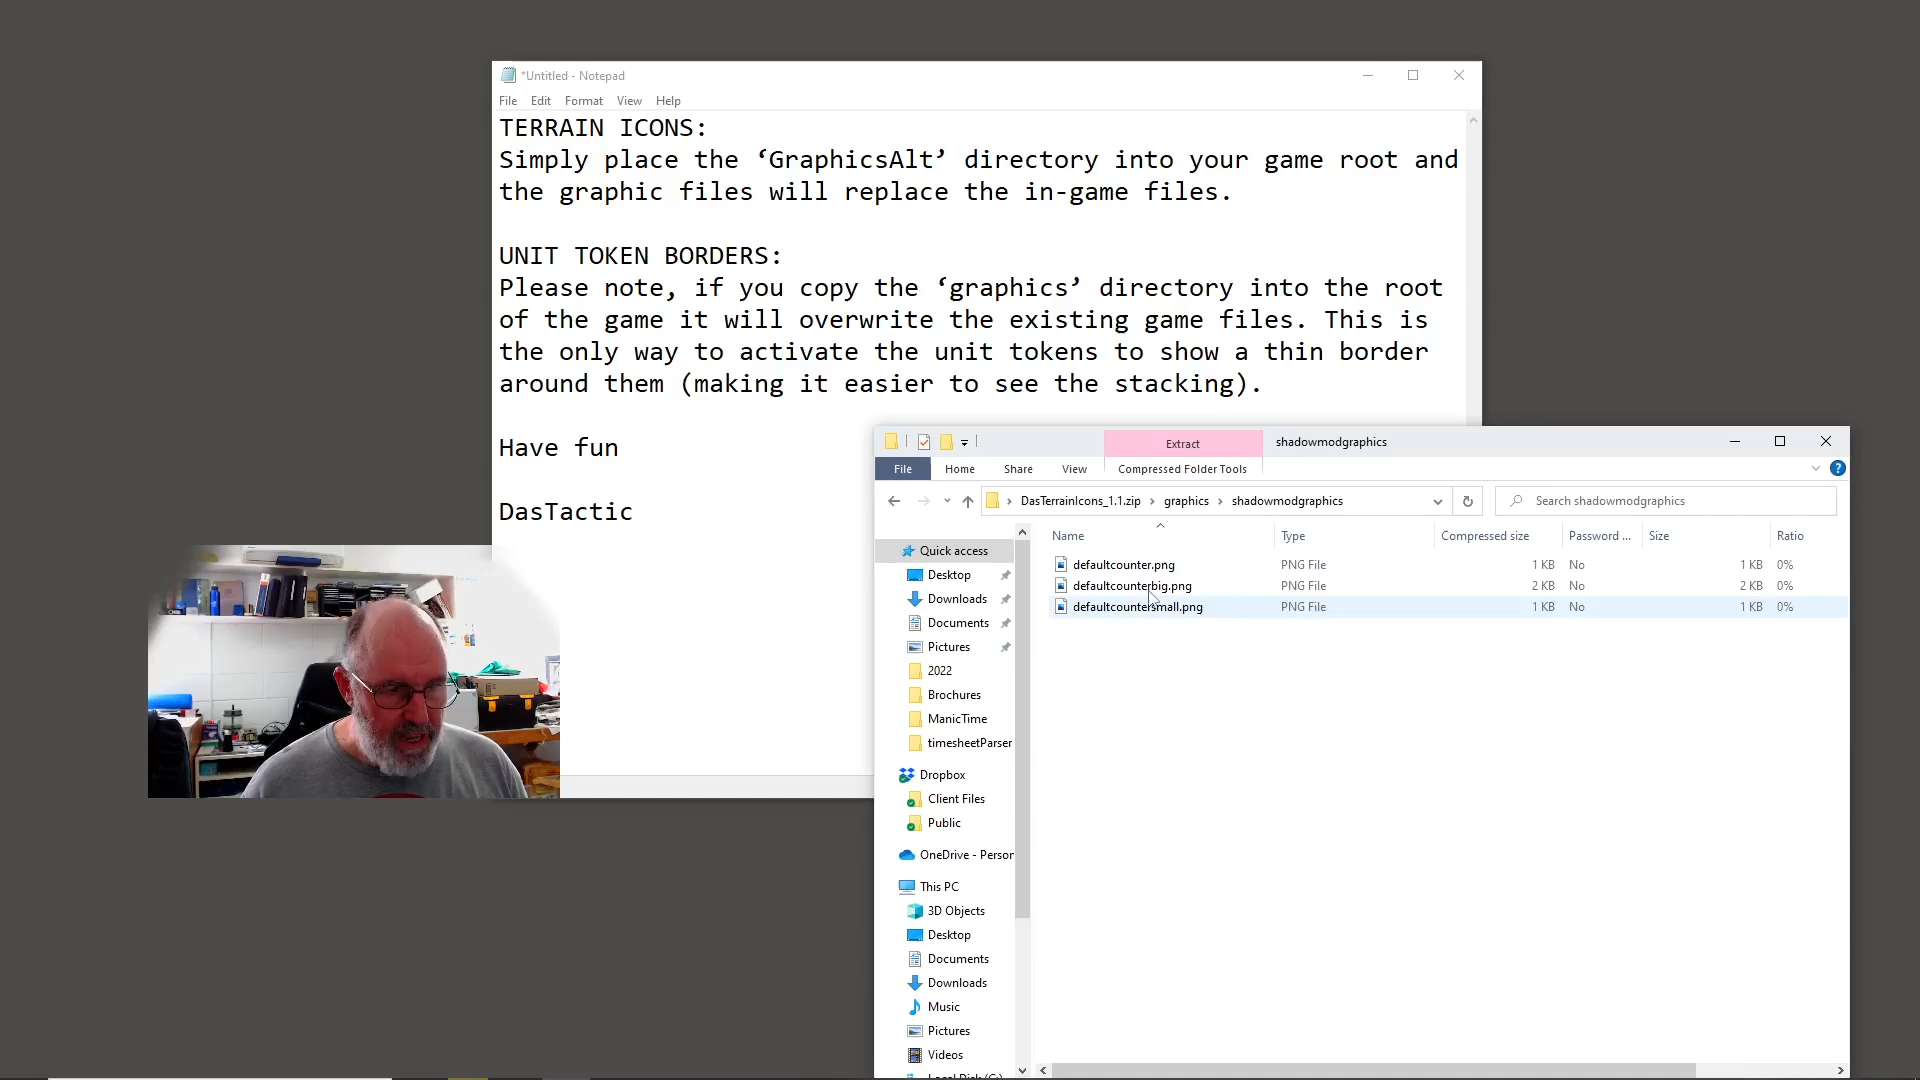 *Untitled - Notepad
File Edit Format View Help
TERRAIN ICONS:
Simply place the ‘GraphicsAlt’ directory into your game root and
the graphic files will replace the in-game files.
UNIT TOKEN BORDERS:
Please note, if you copy the ‘graphics’ directory into the root
of the game it will overwrite the existing game files. This is
the only way to activate the unit tokens to show a thin border
around them (making it easier to see the stacking).
Have fun
DasTactic
Extract shadowmodgraphics
File Home Share View Compressed Folder Tools
DasTerrainIcons_1.1.zip graphics shadowmodgraphics Search shadowmodgraphics
Name Type Compressed size Password ... Size Ratio
defaultcounter.png PNG File 1 KB No 1 KB 0%
defaultcounterbig.png PNG File 2 KB No 2 KB 0%
defaultcountersmall.png PNG File 1 KB No 1 KB 0%
Quick access
Desktop
Downloads
Documents
Pictures
2022
Brochures
ManicTime
timesheetParser
Dropbox
Client Files
Public
OneDrive - Person
This PC
3D Objects
Desktop
Documents
Downloads
Music
Pictures
Videos